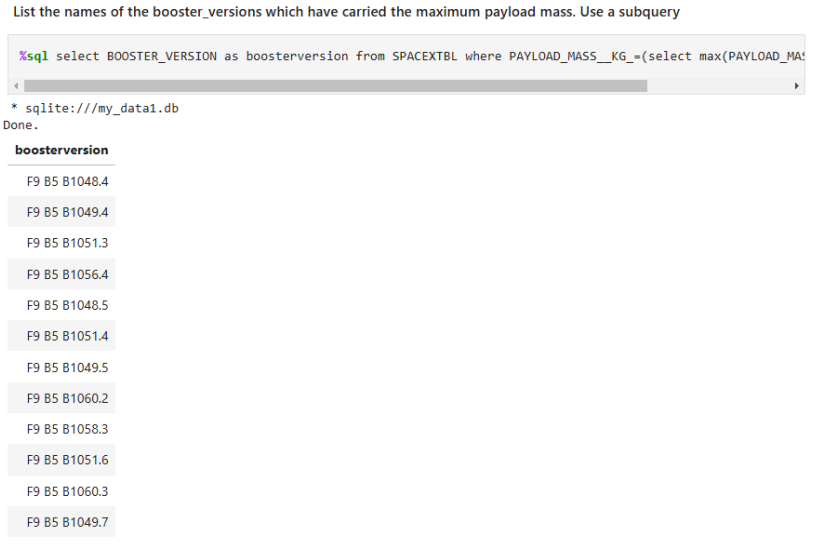 List the names of the booster_versions which have carried the maximum payload mass. Use a subquery
%sql select BOOSTER_VERSION as boosterversion from SPACEXTBL where PAYLOAD_MASS__KG_=(select max(PAYLOAD_MAS
* sqlite:///my_data1.db
Done.
boosterversion
F9 B5 B1048.4
F9 B5 B1049.4
F9 B5 B1051.3
F9 B5 B1056.4
F9 B5 B1048.5
F9 B5 B1051.4
F9 B5 B1049.5
F9 B5 B1060.2
F9 B5 B1058.3
F9 B5 B1051.6
F9 B5 B1060.3
F9 B5 B1049.7